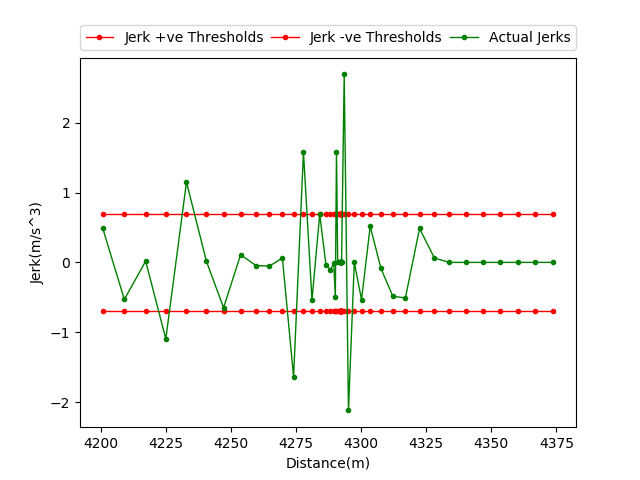 Jerk +ve Thresholds Jerk -ve Thresholds Actual Jerks
2
1
0
−1
−2
Jerk(m/s^3)
4200 4225 4250 4275 4300 4325 4350 4375
Distance(m)